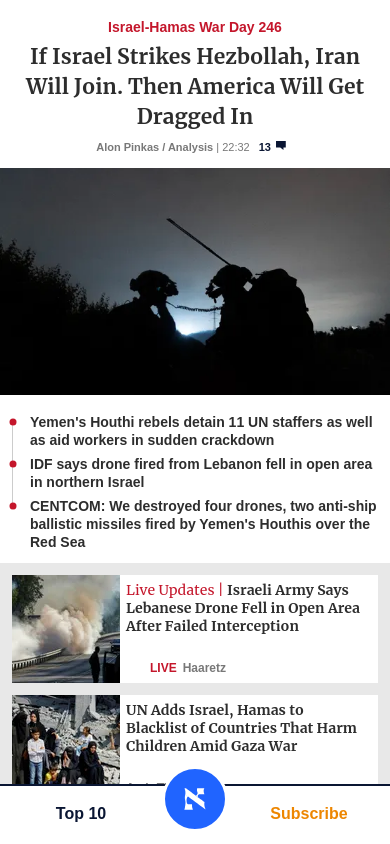 Israel-Hamas War Day 246
If Israel Strikes Hezbollah, Iran
Will Join. Then America Will Get
Dragged In
Alon Pinkas / Analysis | 22:32 13
Yemen's Houthi rebels detain 11 UN staffers as well
as aid workers in sudden crackdown
IDF says drone fired from Lebanon fell in open area
in northern Israel
CENTCOM: We destroyed four drones, two anti-ship
ballistic missiles fired by Yemen's Houthis over the
Red Sea
Live Updates | Israeli Army Says
Lebanese Drone Fell in Open Area
After Failed Interception
LIVE Haaretz
UN Adds Israel, Hamas to
Blacklist of Countries That Harm
Children Amid Gaza War
Top 10
Subscribe